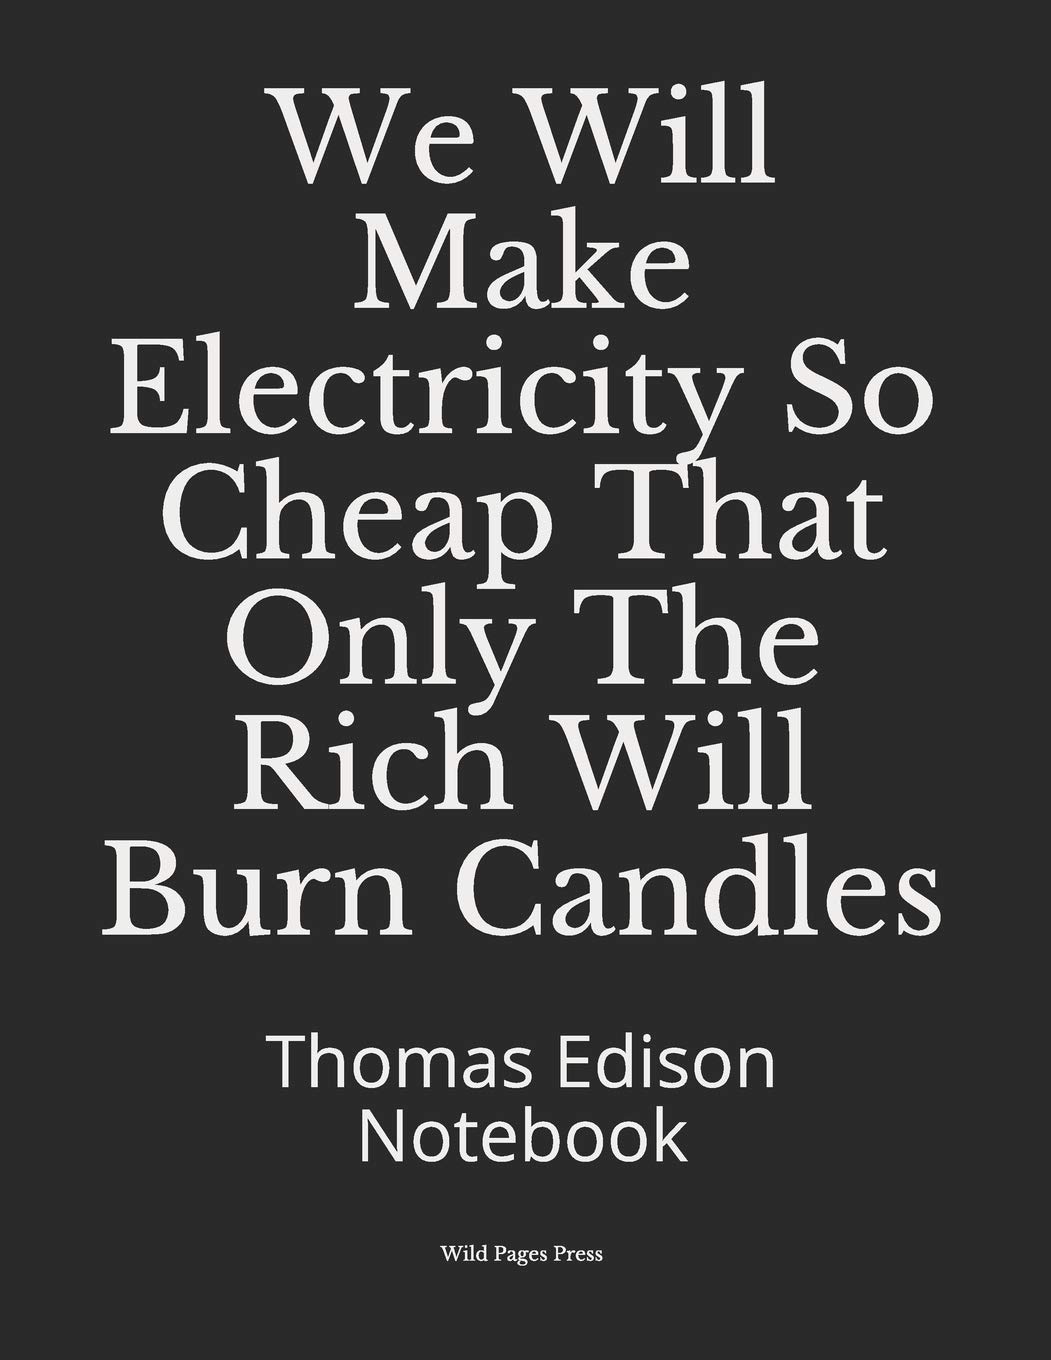 We Will
Make
Electricity So
Cheap That
Only The
Rich Will
Burn Candles
Thomas Edison
Notebook
Wild Pages Press